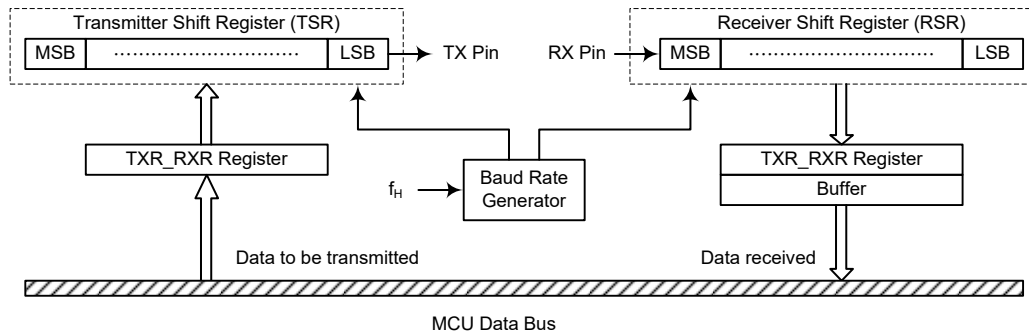 Transmitter Shift Register (TSR)
Receiver Shift Register (RSR)
MSB
LSB
TX Pin
RX Pin
MSB
LSB
TXR_RXR Register
f_H
Baud Rate
Generator
TXR_RXR Register
Buffer
Data to be transmitted
Data received
MCU Data Bus